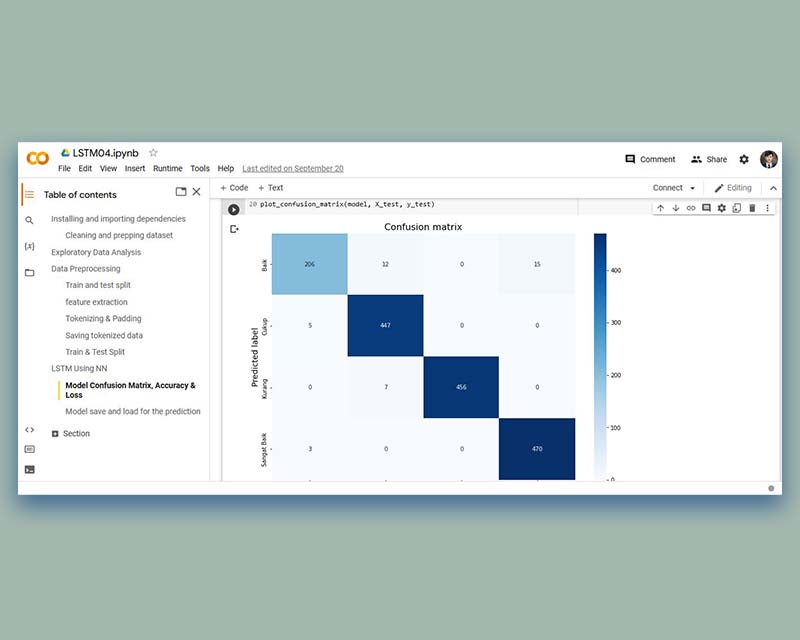 LSTM04.ipynb
File Edit View Insert Runtime Tools Help Last edited on September 20
Comment Share
Table of contents
Installing and importing dependencies
Cleaning and prepping dataset
Exploratory Data Analysis
Data Preprocessing
Train and test split
feature extraction
Tokenizing & Padding
Saving tokenized data
Train & Test Split
LSTM Using NN
Model Confusion Matrix, Accuracy &
Loss
Model save and load for the prediction
Section
+ Code + Text
Connect Editing
20 plot_confusion_matrix(model, X_test, y_test)
Confusion matrix
Predicted label
Baik 206 12 0 15
Cukup 5 447 0 0
Kurang 0 7 456 0
Sangat Baik 3 0 0 470
400
300
200
100
0